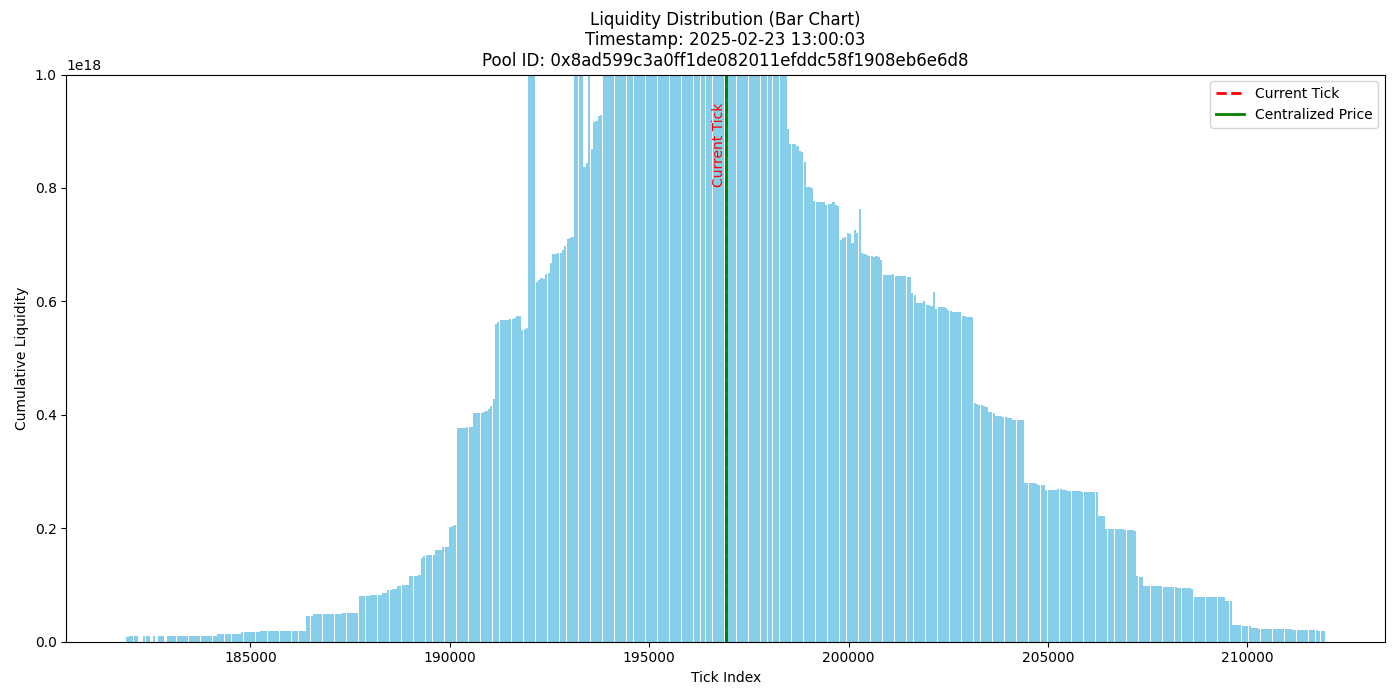 Liquidity Distribution (Bar Chart)
Timestamp: 2025-02-23 13:00:03
Pool ID: 0x8ad599c3a0ff1de082011efddc58f1908eb6e6d8
1e18
1.0
0.8
0.6
0.4
0.2
0.0
Cumulative Liquidity
Current Tick
Current Tick
Centralized Price
185000
190000
195000
200000
205000
210000
Tick Index